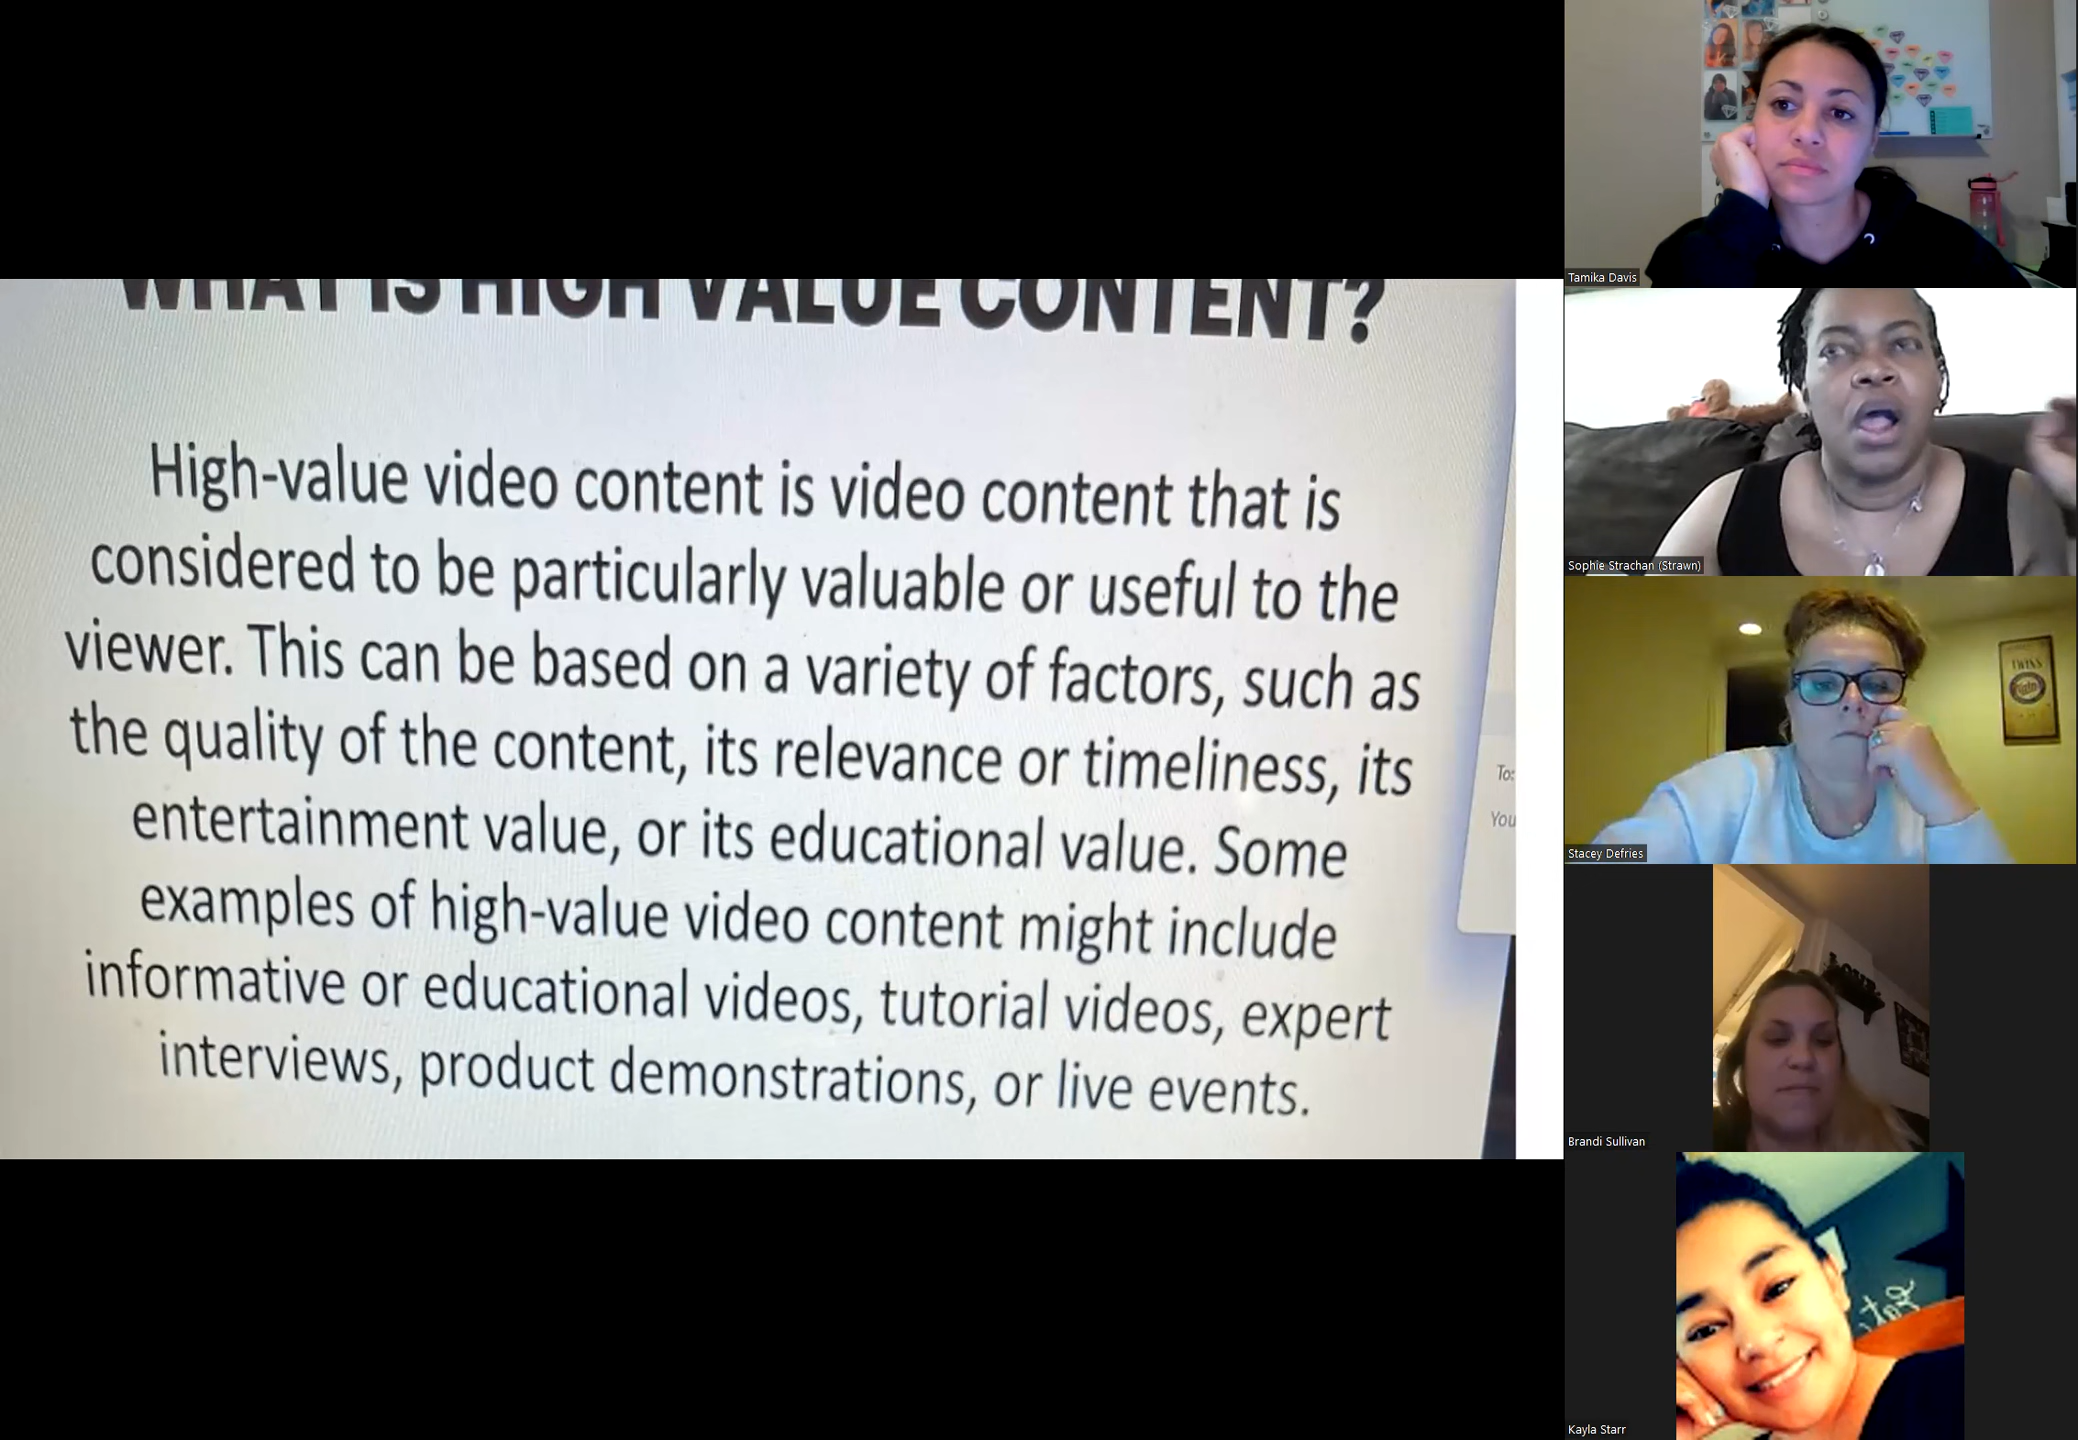 WHAT IS HIGH VALUE CONTENT?
High-value video content is video content that is
considered to be particularly valuable or useful to the
viewer. This can be based on a variety of factors, such as
the quality of the content, its relevance or timeliness, its
entertainment value, or its educational value. Some
examples of high-value video content might include
informative or educational videos, tutorial videos, expert
interviews, product demonstrations, or live events.
To:
You
Tamika Davis
Sophie Strachan (Strawn)
TWINS
Stacey Defries
Brandi Sullivan
Kayla Starr